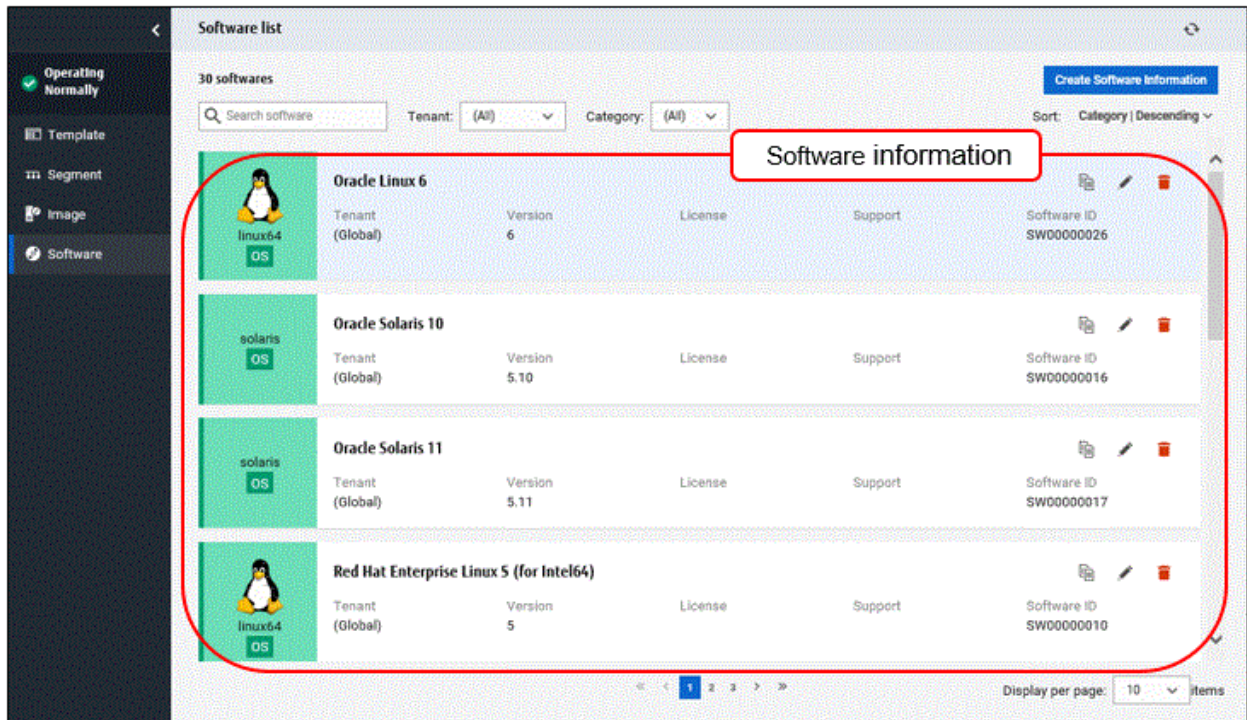 Software list
Operating
Normally
Template
Segment
Image
Software
30 softwares
Create Software Information
Search software
Tenant: (All)
Category: (All)
Sort: Category | Descending
Software information
linux64
OS
Oracle Linux 6
Tenant Version License Support Software ID
(Global) 6 SW00000026
solaris
OS
Oracle Solaris 10
Tenant Version License Support Software ID
(Global) 5.10 SW00000016
solaris
OS
Oracle Solaris 11
Tenant Version License Support Software ID
(Global) 5.11 SW00000017
linux64
OS
Red Hat Enterprise Linux 5 (for Intel64)
Tenant Version License Support Software ID
(Global) 5 SW00000010
« ‹ 1 2 3 › »
Display per page: 10 items